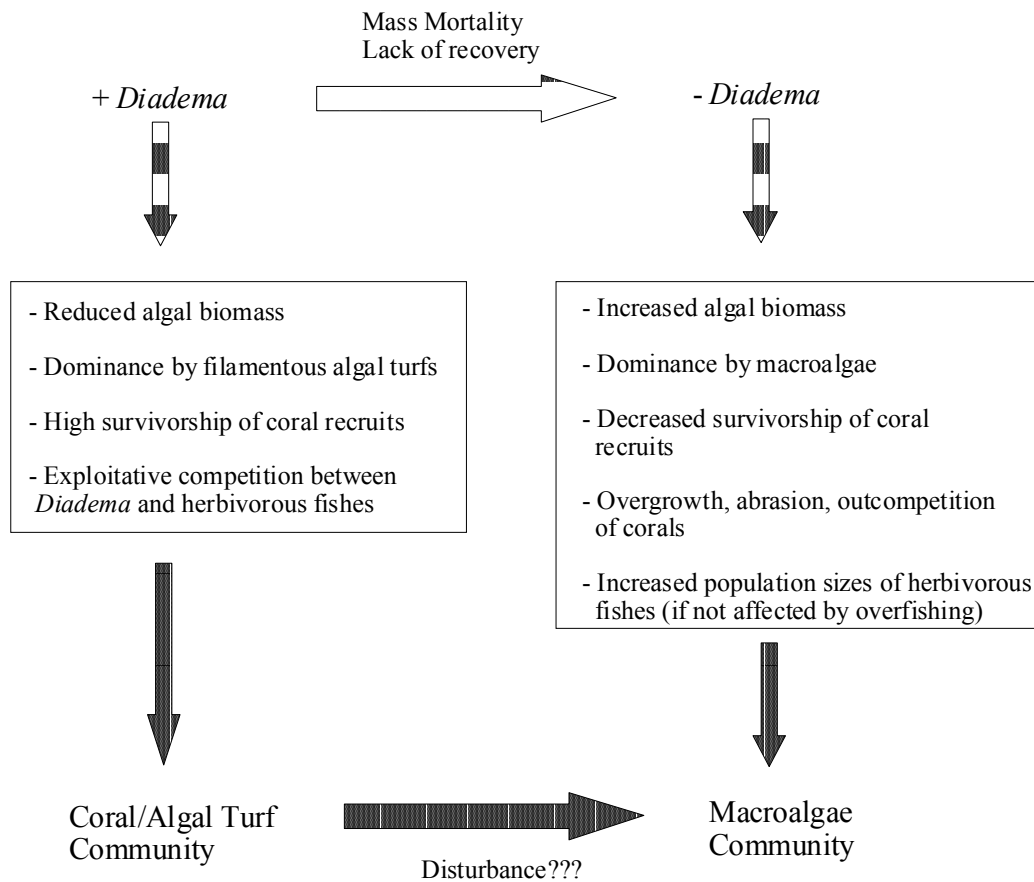 Mass Mortality
Lack of recovery
+ Diadema
- Diadema
- Reduced algal biomass
- Dominance by filamentous algal turfs
- High survivorship of coral recruits
- Exploitative competition between
Diadema and herbivorous fishes
- Increased algal biomass
- Dominance by macroalgae
- Decreased survivorship of coral
recruits
- Overgrowth, abrasion, outcompetition
of corals
- Increased population sizes of herbivorous
fishes (if not affected by overfishing)
Coral/Algal Turf
Community
Disturbance???
Macroalgae
Community